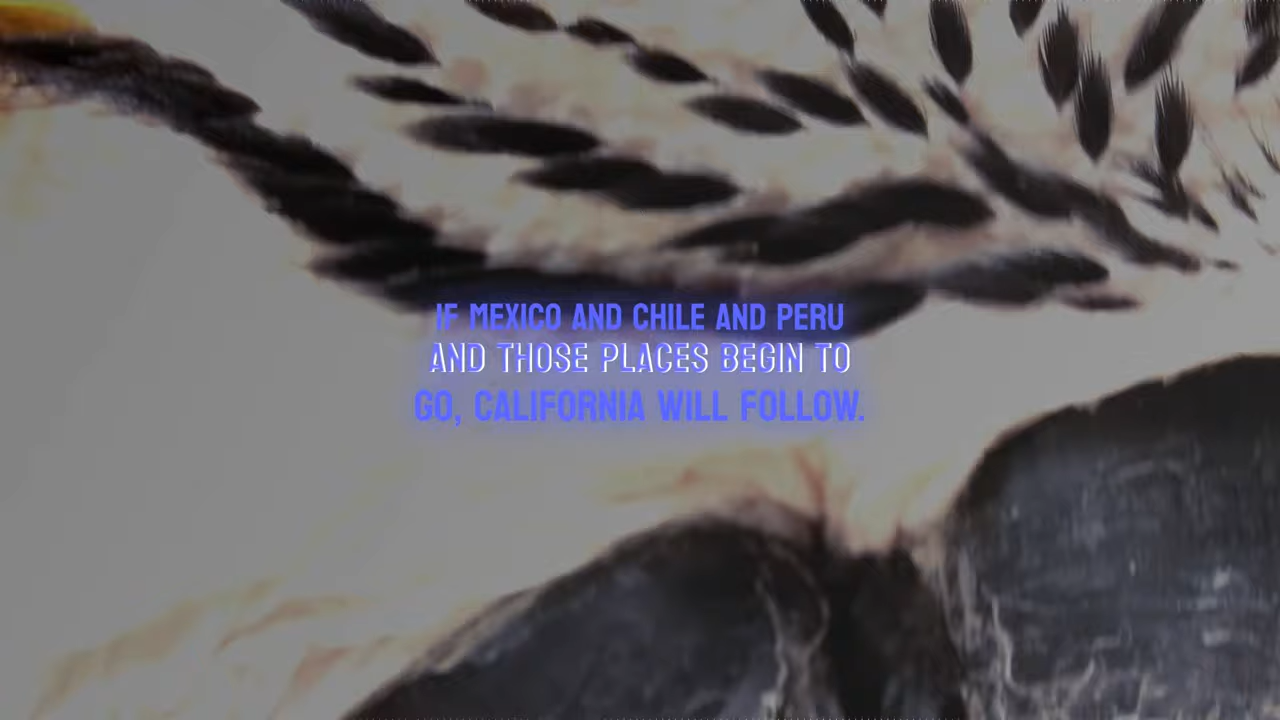 IF MEXICO AND CHILE AND PERU
AND THOSE PLACES BEGIN TO
GO, CALIFORNIA WILL FOLLOW.